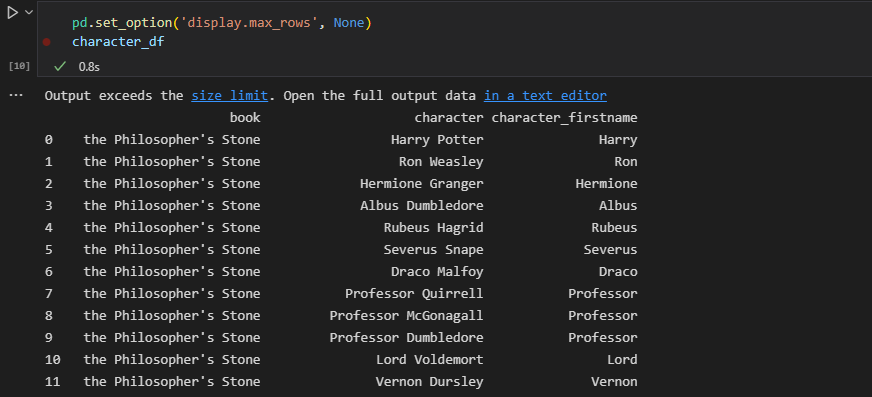 pd.set_option('display.max_rows', None)
character_df
[10] 0.8s
... Output exceeds the size limit. Open the full output data in a text editor
book character character_firstname
0 the Philosopher's Stone Harry Potter Harry
1 the Philosopher's Stone Ron Weasley Ron
2 the Philosopher's Stone Hermione Granger Hermione
3 the Philosopher's Stone Albus Dumbledore Albus
4 the Philosopher's Stone Rubeus Hagrid Rubeus
5 the Philosopher's Stone Severus Snape Severus
6 the Philosopher's Stone Draco Malfoy Draco
7 the Philosopher's Stone Professor Quirrell Professor
8 the Philosopher's Stone Professor McGonagall Professor
9 the Philosopher's Stone Professor Dumbledore Professor
10 the Philosopher's Stone Lord Voldemort Lord
11 the Philosopher's Stone Vernon Dursley Vernon